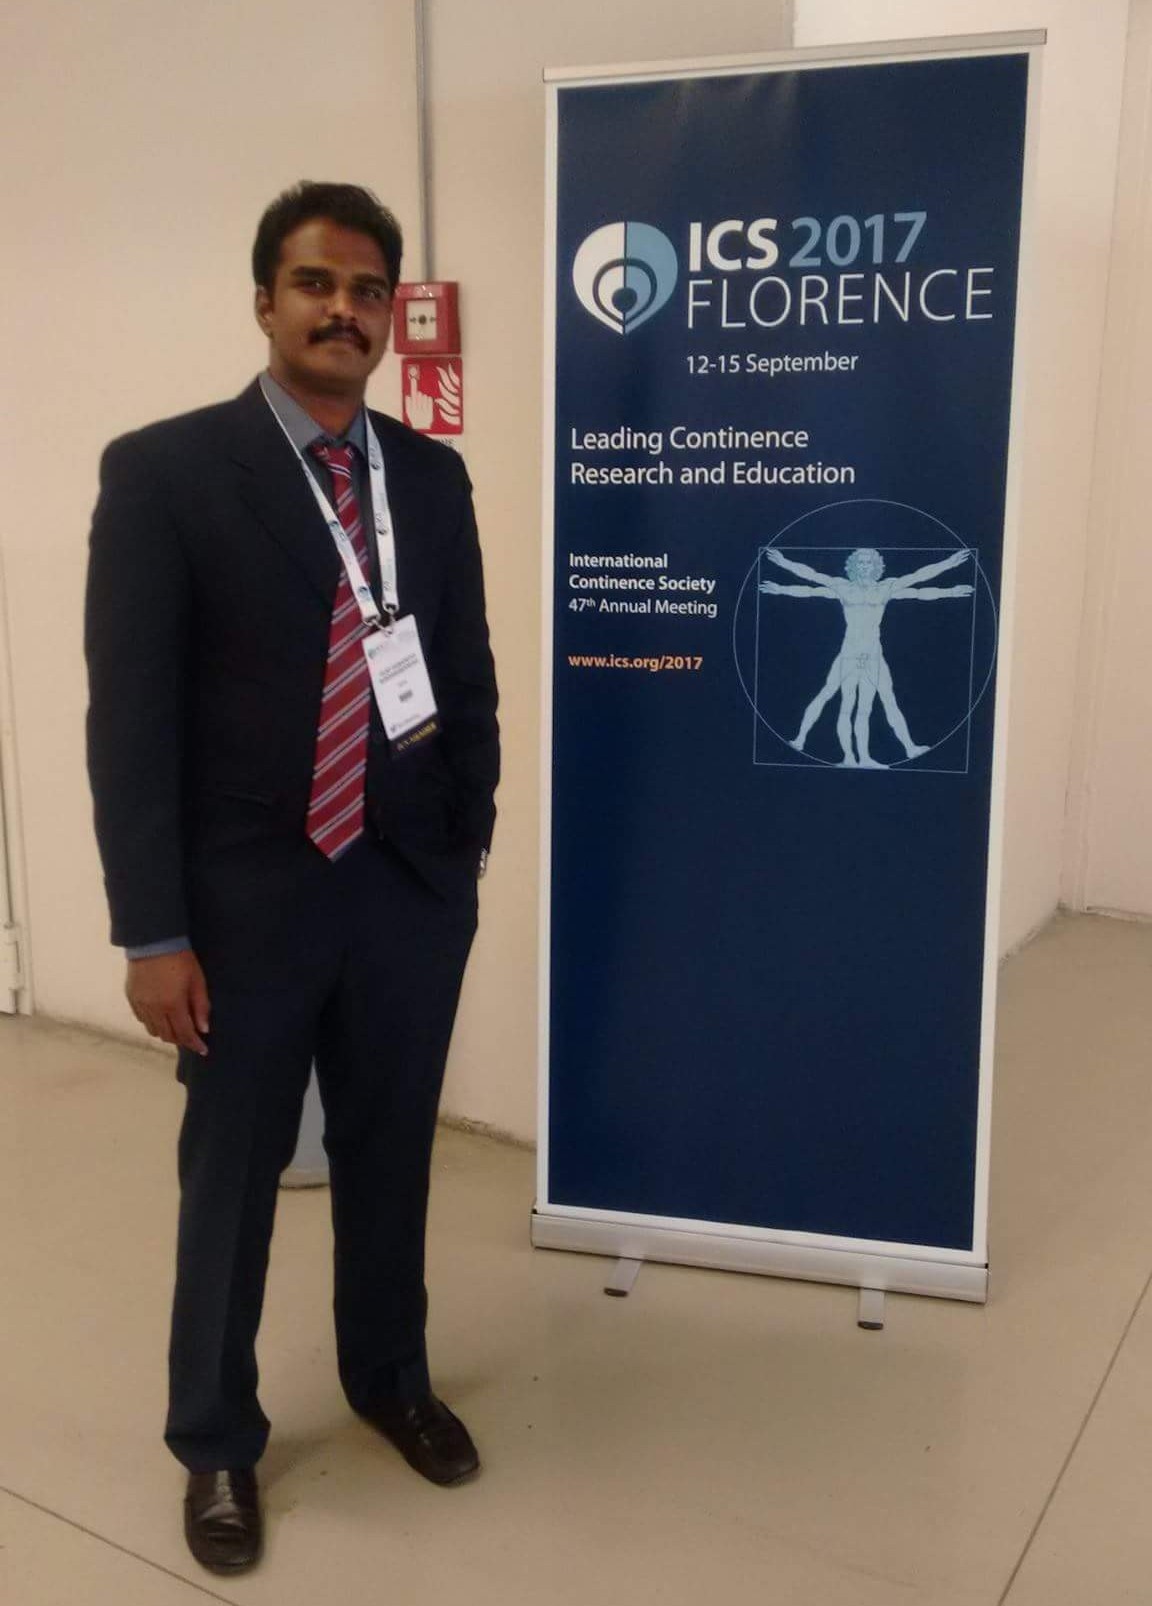 ICS 2017
FLORENCE
12-15 September
Leading Continence
Research and Education
International
Continence Society
47th Annual Meeting
www.ics.org/2017